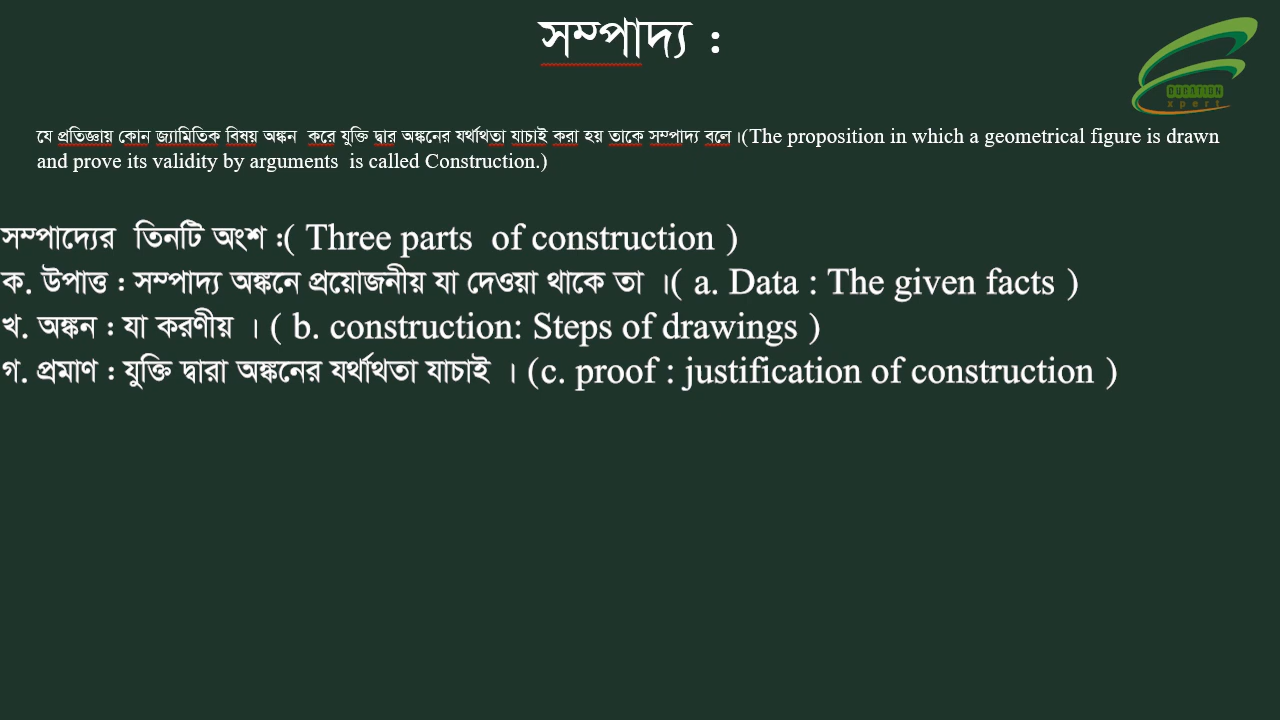 সম্পাদ্য :
DUCATION
xpert
যে প্রতিজ্ঞায় কোন জ্যামিতিক বিষয় অঙ্কন করে যুক্তি দ্বার অঙ্কনের যর্থাথতা যাচাই করা হয় তাকে সম্পাদ্য বলে ।(The proposition in which a geometrical figure is drawn
and prove its validity by arguments is called Construction.)
সম্পাদ্যের তিনটি অংশ :( Three parts of construction )
ক. উপাত্ত : সম্পাদ্য অঙ্কনে প্রয়োজনীয় যা দেওয়া থাকে তা ।( a. Data : The given facts )
খ. অঙ্কন : যা করণীয় । ( b. construction: Steps of drawings )
গ. প্রমাণ : যুক্তি দ্বারা অঙ্কনের যর্থাথতা যাচাই । (c. proof : justification of construction )